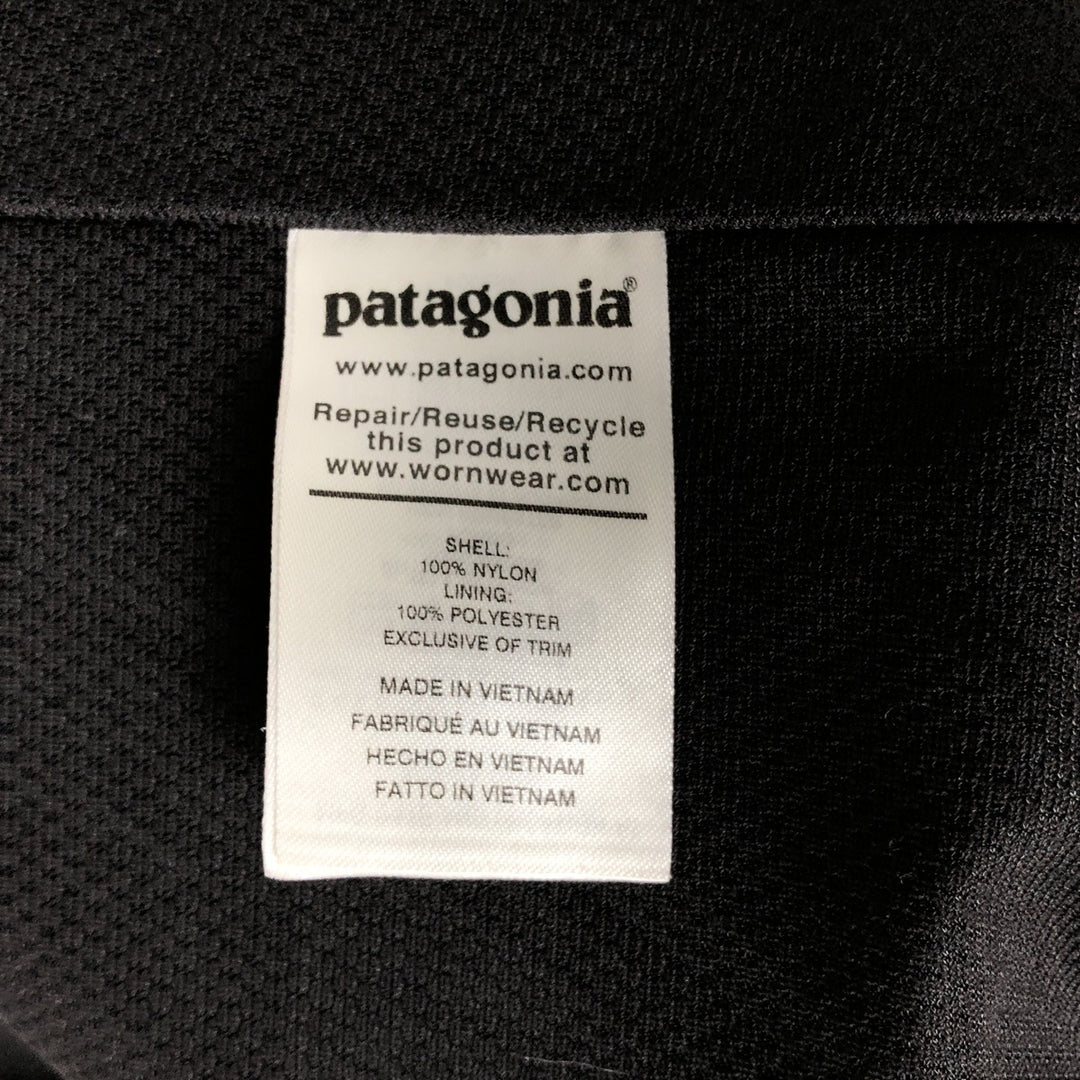 patagonia®
www.patagonia.com
Repair/Reuse/Recycle
this product at
www.wornwear.com
SHELL:
100% NYLON
LINING:
100% POLYESTER
EXCLUSIVE OF TRIM
MADE IN VIETNAM
FABRIQUÉ AU VIETNAM
HECHO EN VIETNAM
FATTO IN VIETNAM